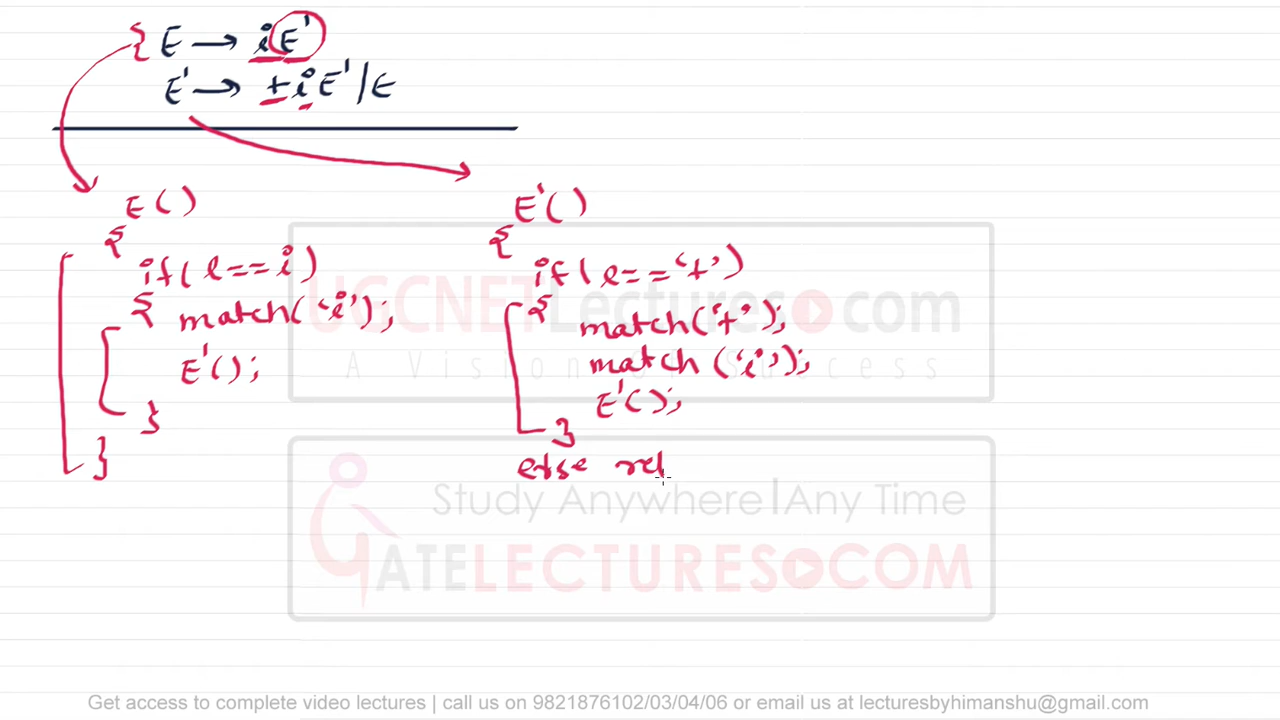 E → iE'
E' → +iE'/ε
E()
{
if(l==i)
{ match('i');
E'();
}
}
E'()
{
if(l=='+')
{ match('+');
match('i');
E'();
}
else ret
UGCNETLectures.com
A Vision Success
Study Anywhere|Any Time
GATELECTURES.COM
Get access to complete video lectures | call us on 9821876102/03/04/06 or email us at lecturesbyhimanshu@gmail.com